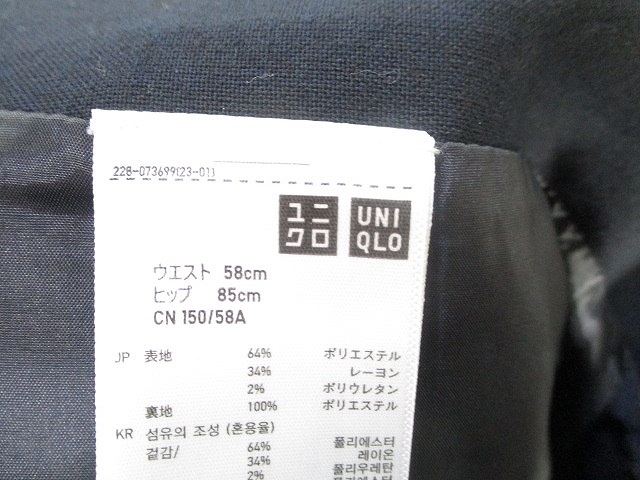 228-073699(23-01)
ユニ
クロ
UNI
QLO
ウエスト 58cm
ヒップ 85cm
CN 150/58A
JP 表地 64% ポリエステル
34% レーヨン
2% ポリウレタン
裏地 100% ポリエステル
KR 섬유의 조성 (혼용율)
겉감/ 64% 폴리에스터
34% 레이온
2% 폴리우레탄